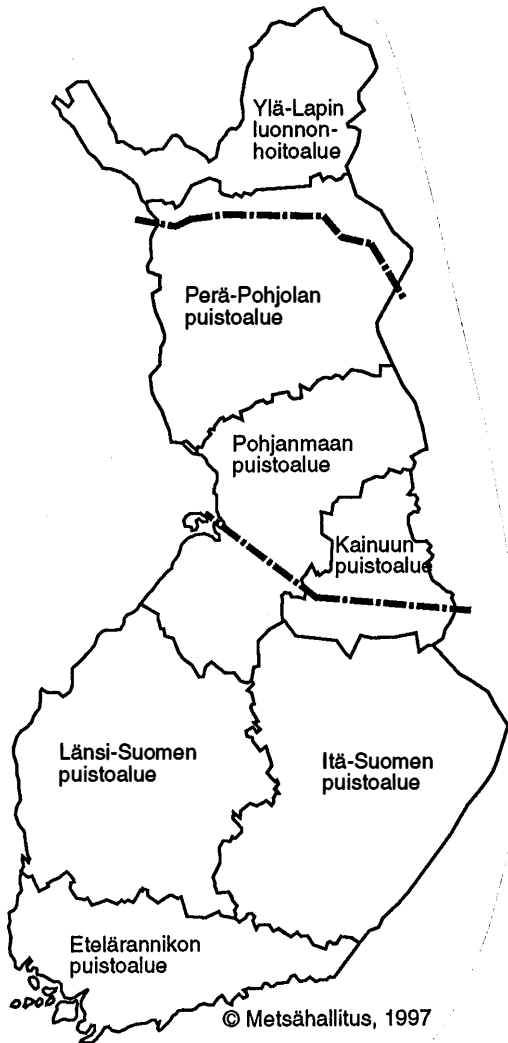 Ylä-Lapin
luonnon-
hoitoalue
Perä-Pohjolan
puistoalue
Pohjanmaan
puistoalue
Kainuun
puistoalue
Länsi-Suomen
puistoalue
Itä-Suomen
puistoalue
Etelärannikon
puistoalue
© Metsähallitus, 1997